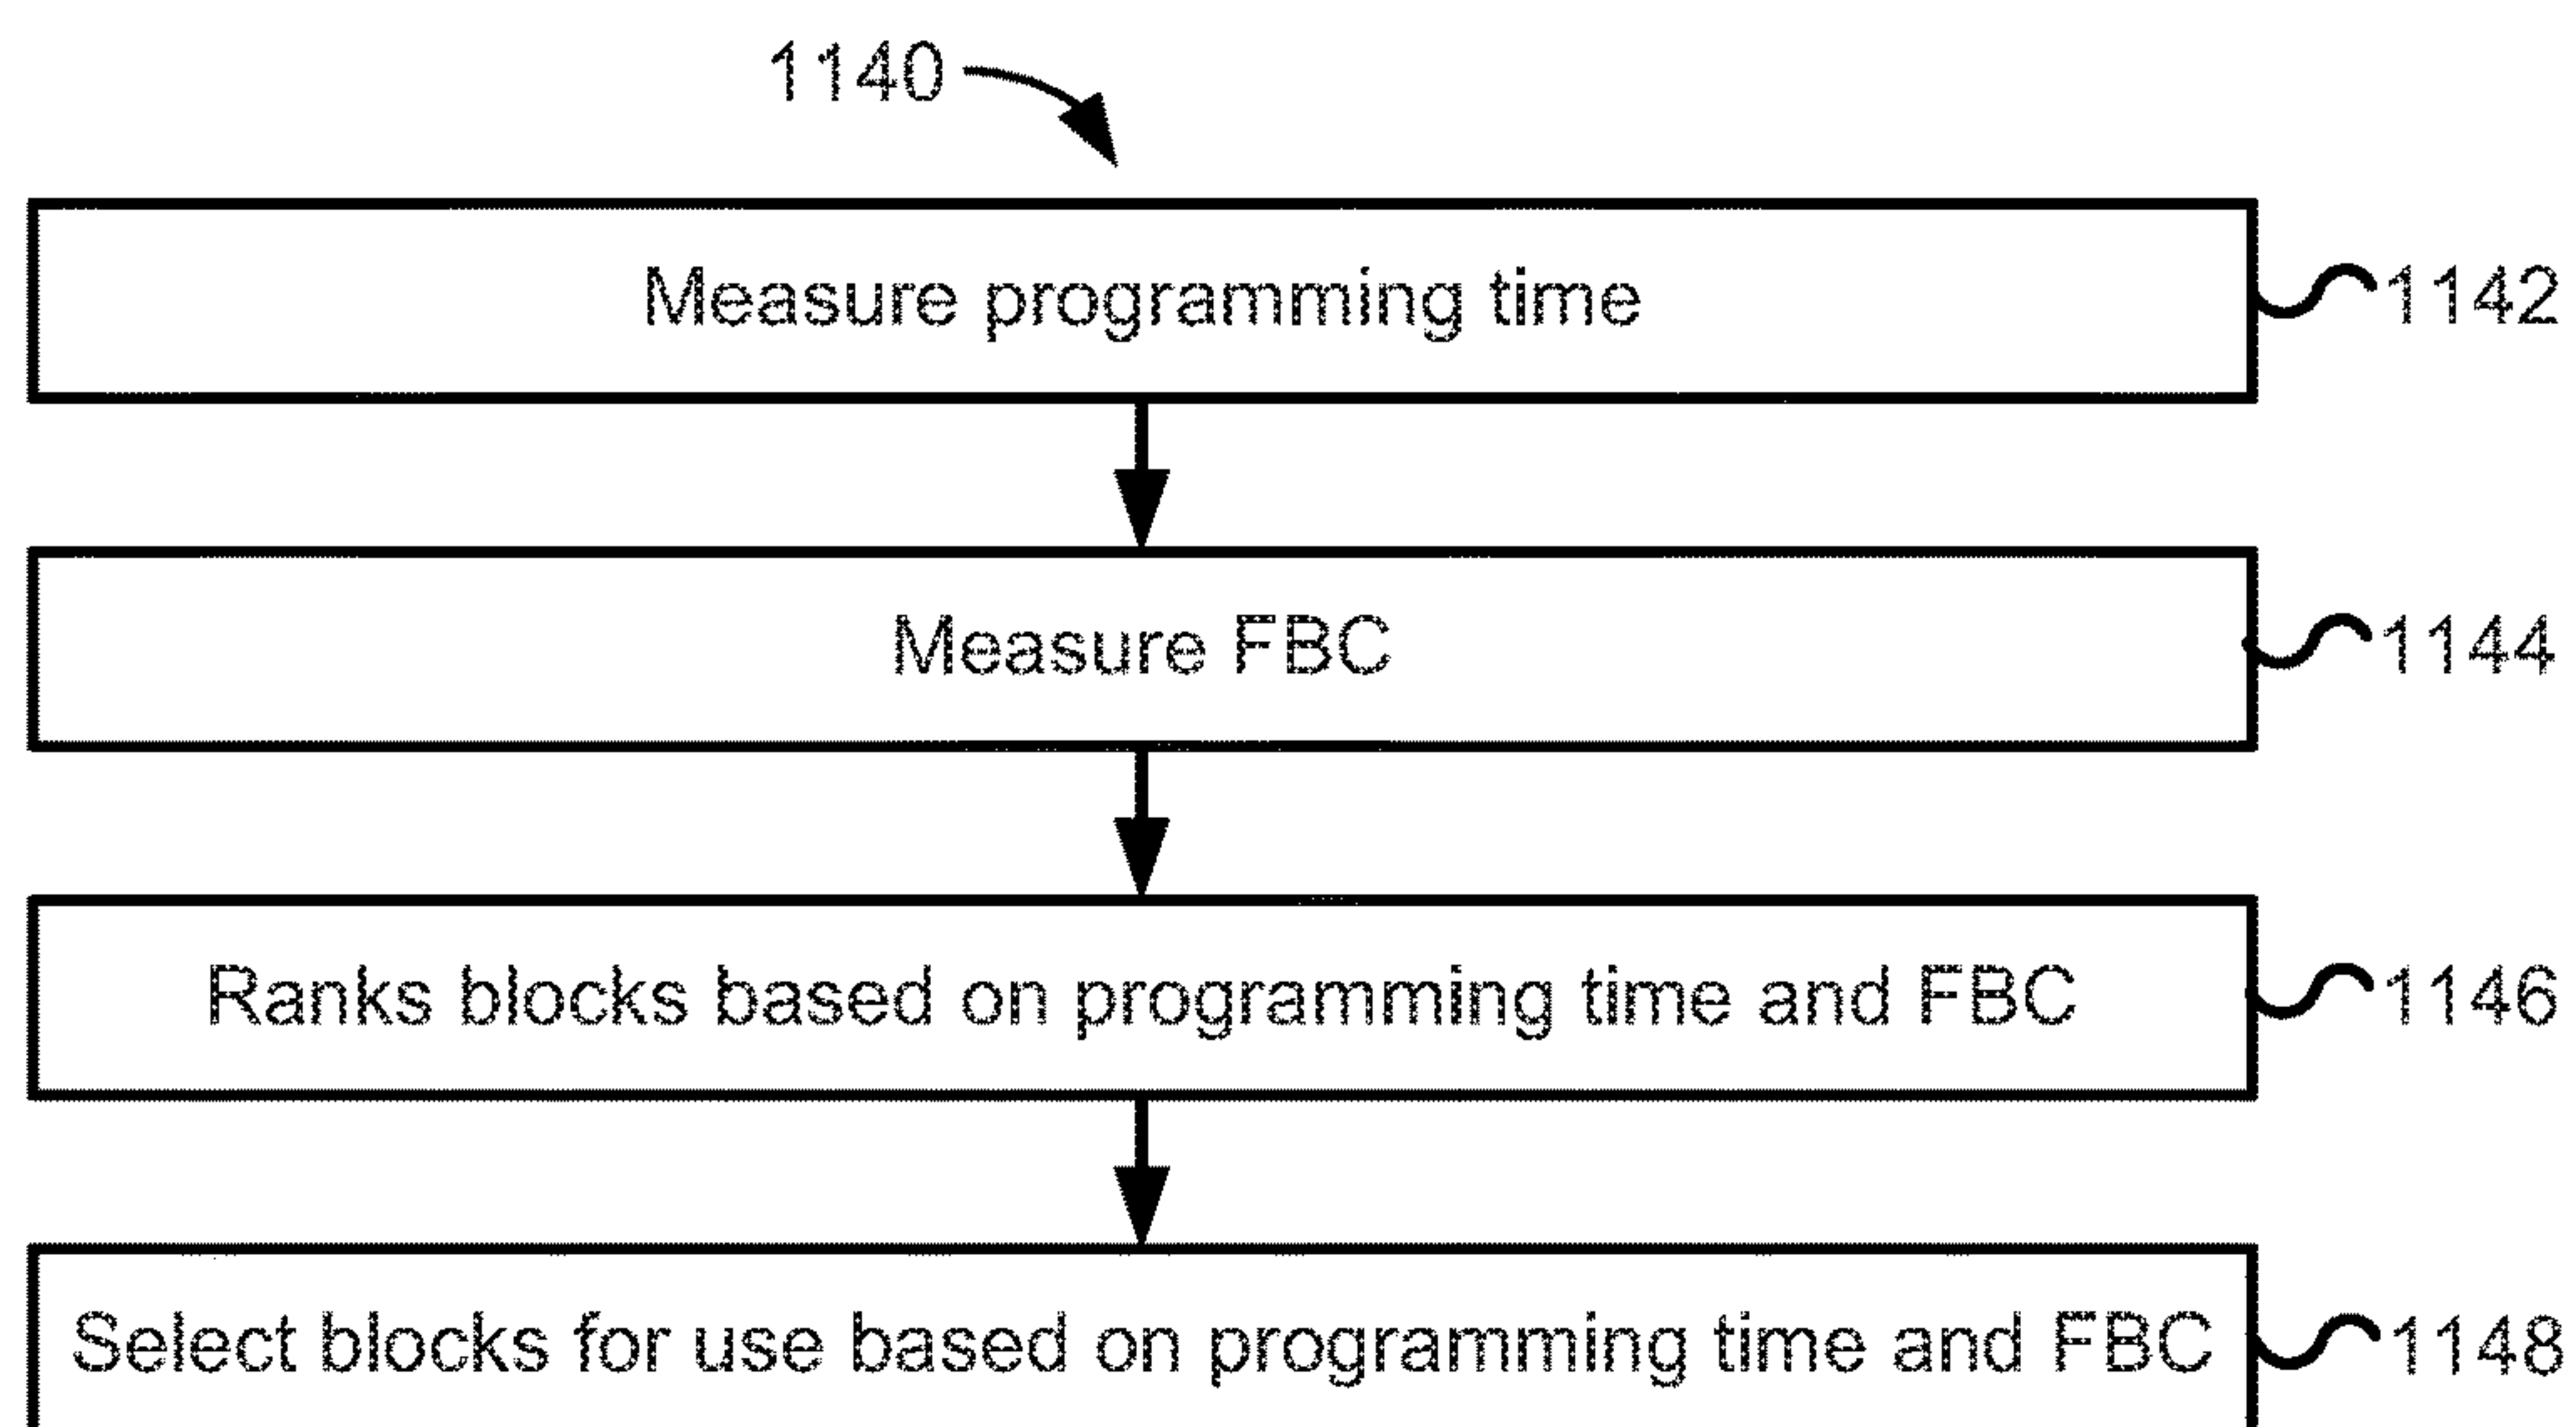 1140
Measure programming time
1142
Measure FBC
1144
Ranks blocks based on programming time and FBC
1146
Select blocks for use based on programming time and FBC
1148